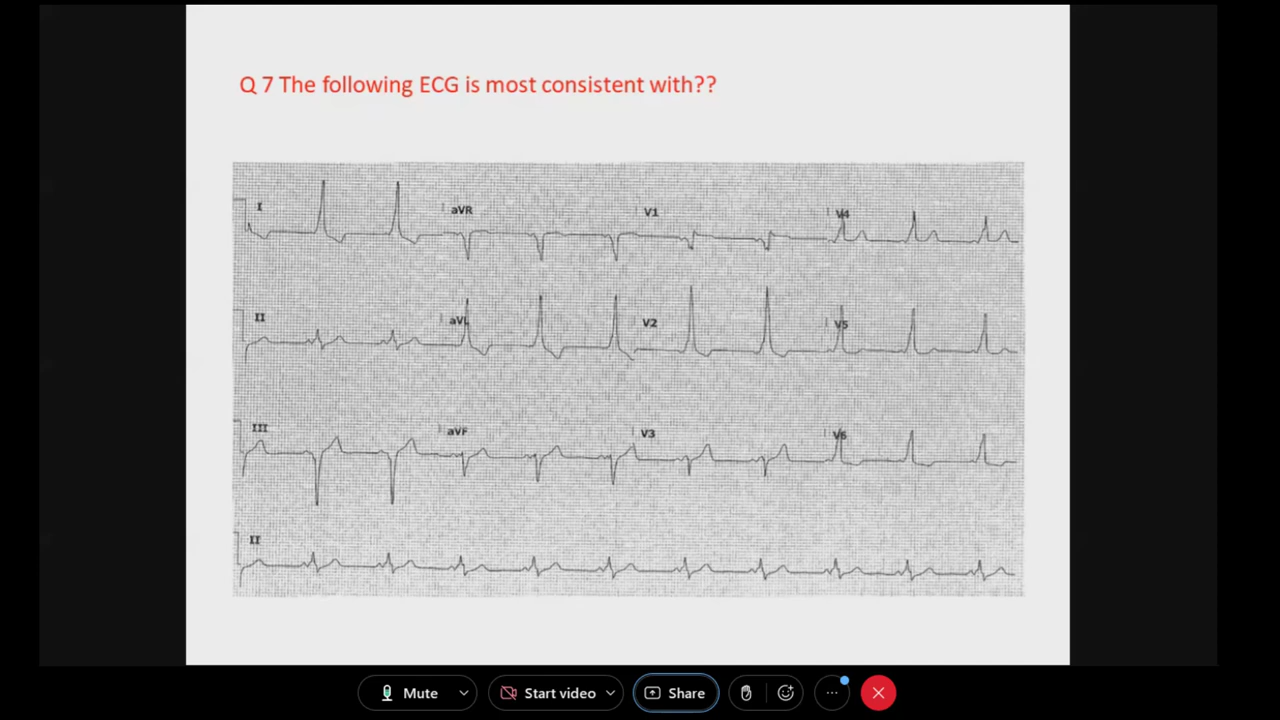 Q 7 The following ECG is most consistent with??
I
aVR
V1
V4
II
aVL
V2
V5
III
aVF
V3
V6
II
Mute
Start video
Share